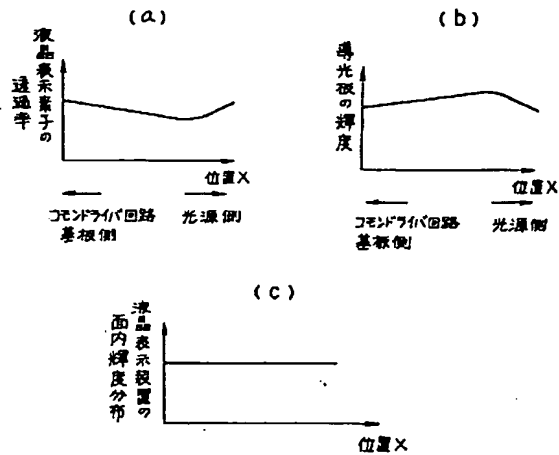 (a)
液晶表示素子の
透過率
位置X
コモンドライバ回路
基板側
光源側
(b)
導光板の輝度
位置X
コモンドライバ回路
基板側
光源側
(c)
液晶表示装置の
面内輝度分布
位置X